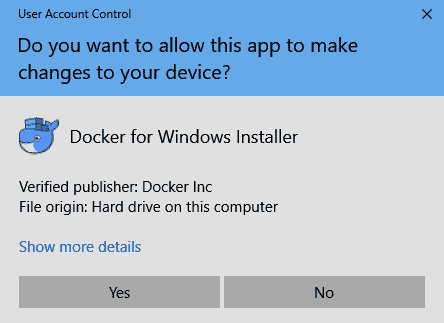 User Account Control
Do you want to allow this app to make
changes to your device?
Docker for Windows Installer
Verified publisher: Docker Inc
File origin: Hard drive on this computer
Show more details
Yes No